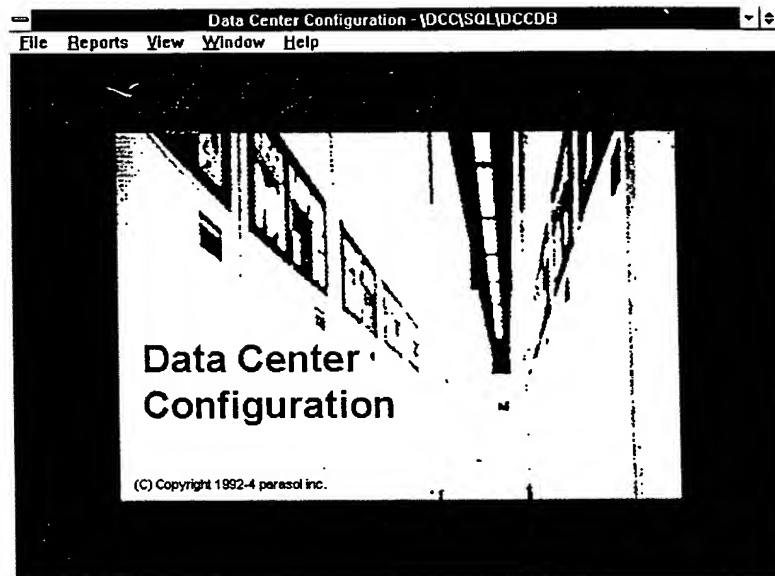 Data Center Configuration - \DCC\SQL\DCCDB
File Reports View Window Help
Data Center
Configuration
(C) Copyright 1992-4 parasol inc.